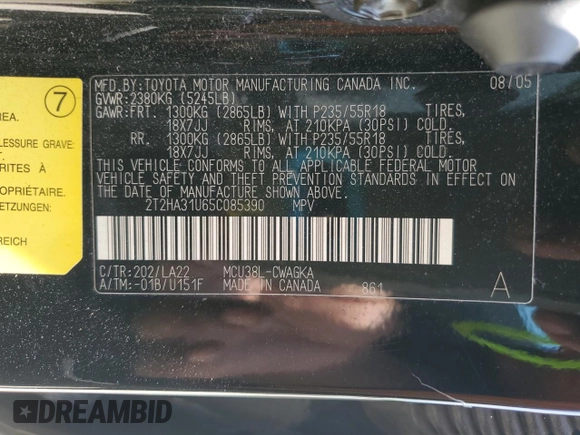 7
REA.
LESSURE GRAVE:
T.
RITES À
PROPRIÉTAIRE.
ETZUNGEN:
REICH
MFD.BY:TOYOTA MOTOR MANUFACTURING CANADA INC. 08/05
GVWR:2380KG (5245LB)
GAWR:FRT. 1300KG (2865LB) WITH P235/55R18 TIRES,
18X7JJ RIMS, AT 210KPA (30PSI) COLD.
RR. 1300KG (2865LB) WITH P235/55R18 TIRES,
18X7JJ RIMS, AT 210KPA (30PSI) COLD.
THIS VEHICLE CONFORMS TO ALL APPLICABLE FEDERAL MOTOR
VEHICLE SAFETY AND THEFT PREVENTION STANDARDS IN EFFECT ON
THE DATE OF MANUFACTURE SHOWN ABOVE.
2T2HA31U65C085390 MPV
C/TR:202/LA22 MCU38L-CWAGKA
A/TM:-01B/U151F MADE IN CANADA 861 A
DREAMBID